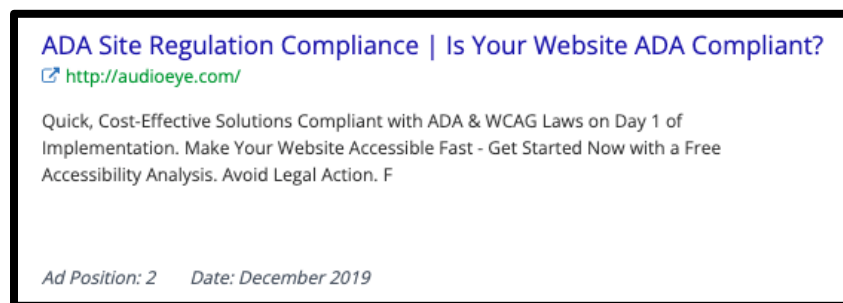 ADA Site Regulation Compliance | Is Your Website ADA Compliant?
http://audioeye.com/
Quick, Cost-Effective Solutions Compliant with ADA & WCAG Laws on Day 1 of
Implementation. Make Your Website Accessible Fast - Get Started Now with a Free
Accessibility Analysis. Avoid Legal Action. F
Ad Position: 2 Date: December 2019